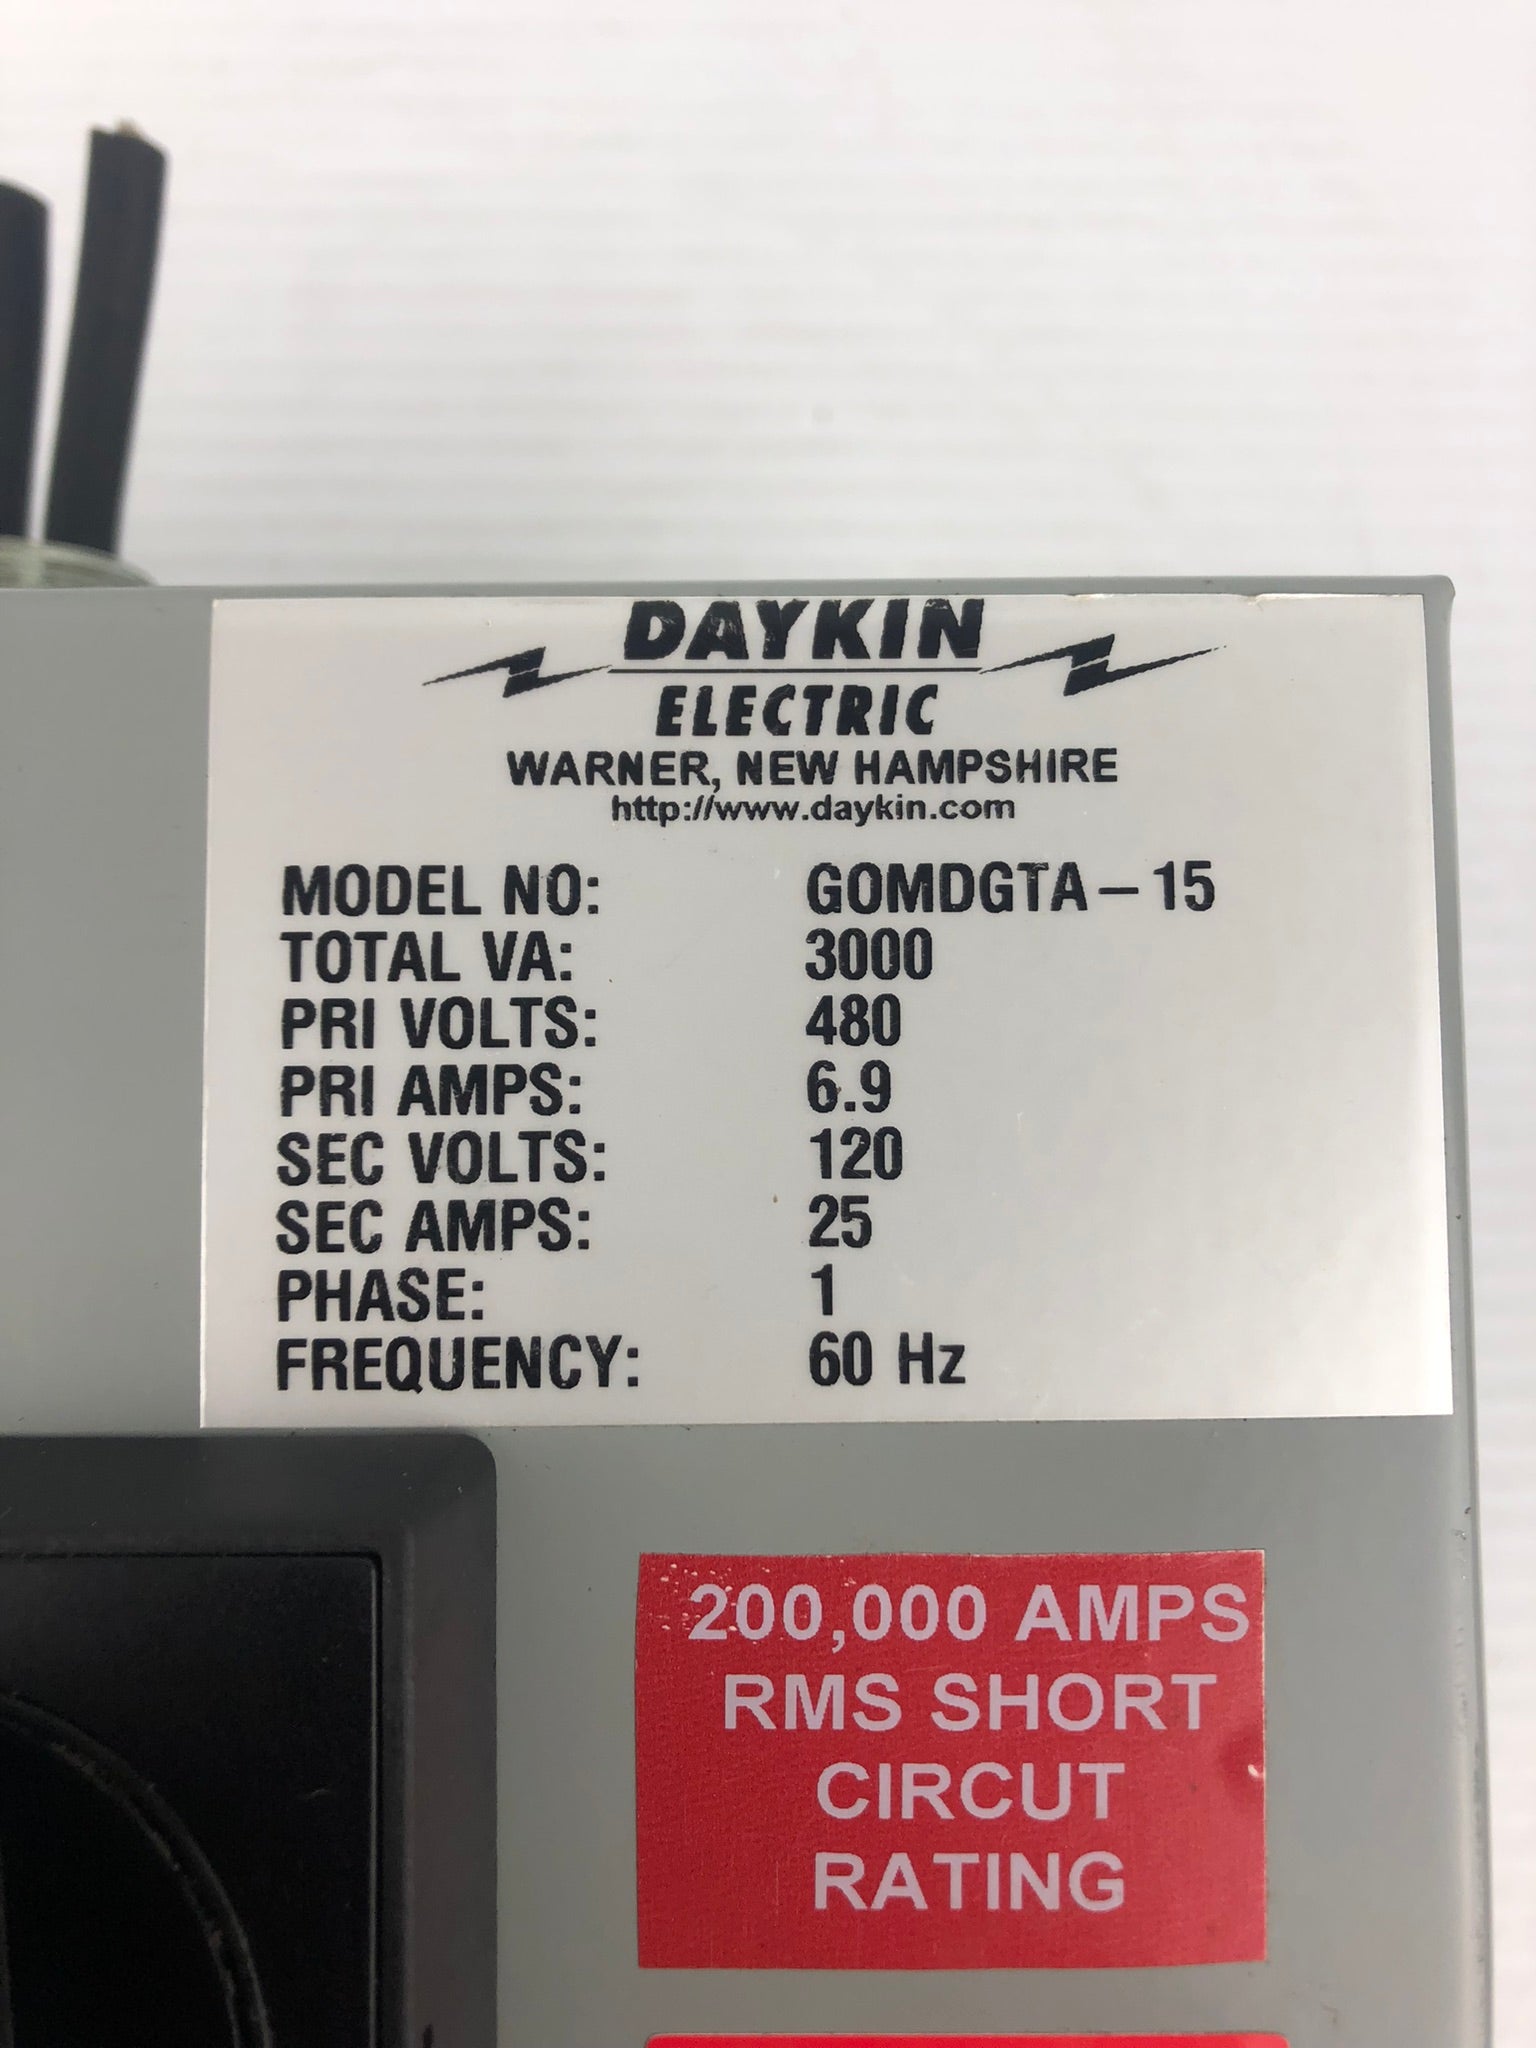 DAYKIN
ELECTRIC
WARNER, NEW HAMPSHIRE
http://www.daykin.com
MODEL NO: GOMDGTA-15
TOTAL VA: 3000
PRI VOLTS: 480
PRI AMPS: 6.9
SEC VOLTS: 120
SEC AMPS: 25
PHASE: 1
FREQUENCY: 60 Hz
200,000 AMPS
RMS SHORT
CIRCUT
RATING